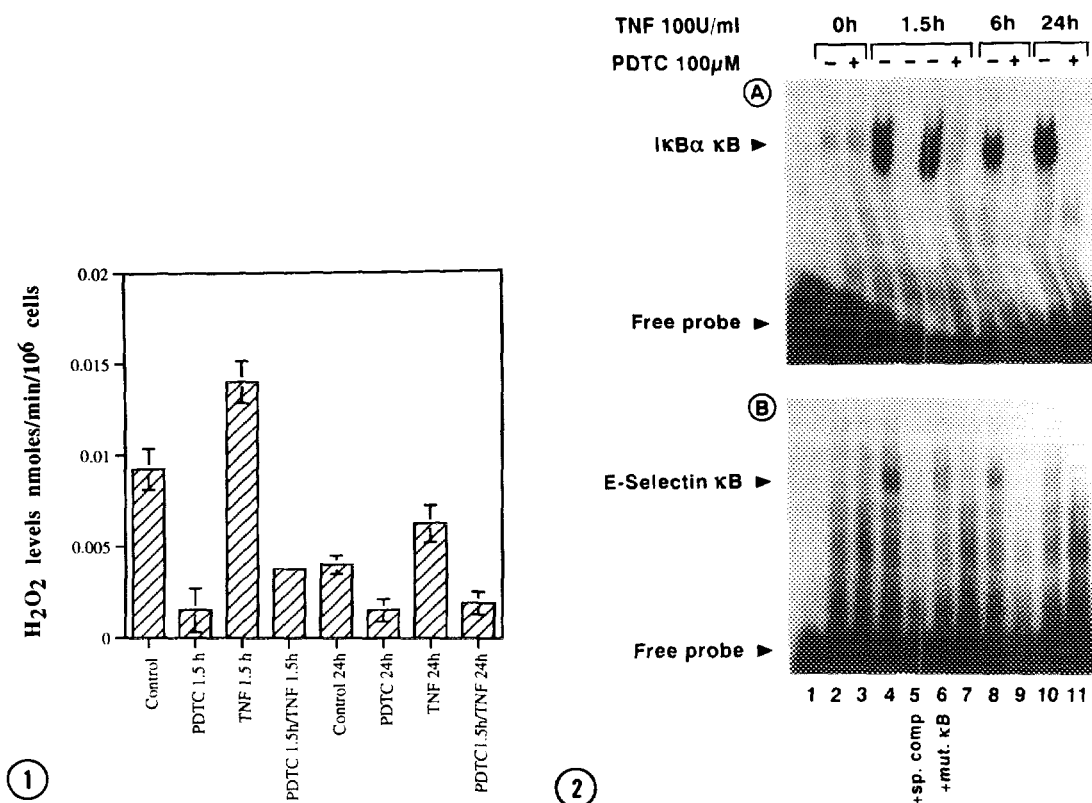 H2O2 levels nmoles/min/10^6 cells
0.02
0.015
0.01
0.005
0
Control
PDTC 1.5 h
TNF 1.5 h
PDTC 1.5h/TNF 1.5h
Control 24h
PDTC 24h
TNF 24h
PDTC1.5h/TNF 24h
1
TNF 100U/ml 0h 1.5h 6h 24h
PDTC 100µM - + - - - + - + - +
A
IκBα κB
Free probe
B
E-Selectin κB
Free probe
1 2 3 4 5 6 7 8 9 10 11
+sp. comp
+mut. κB
2